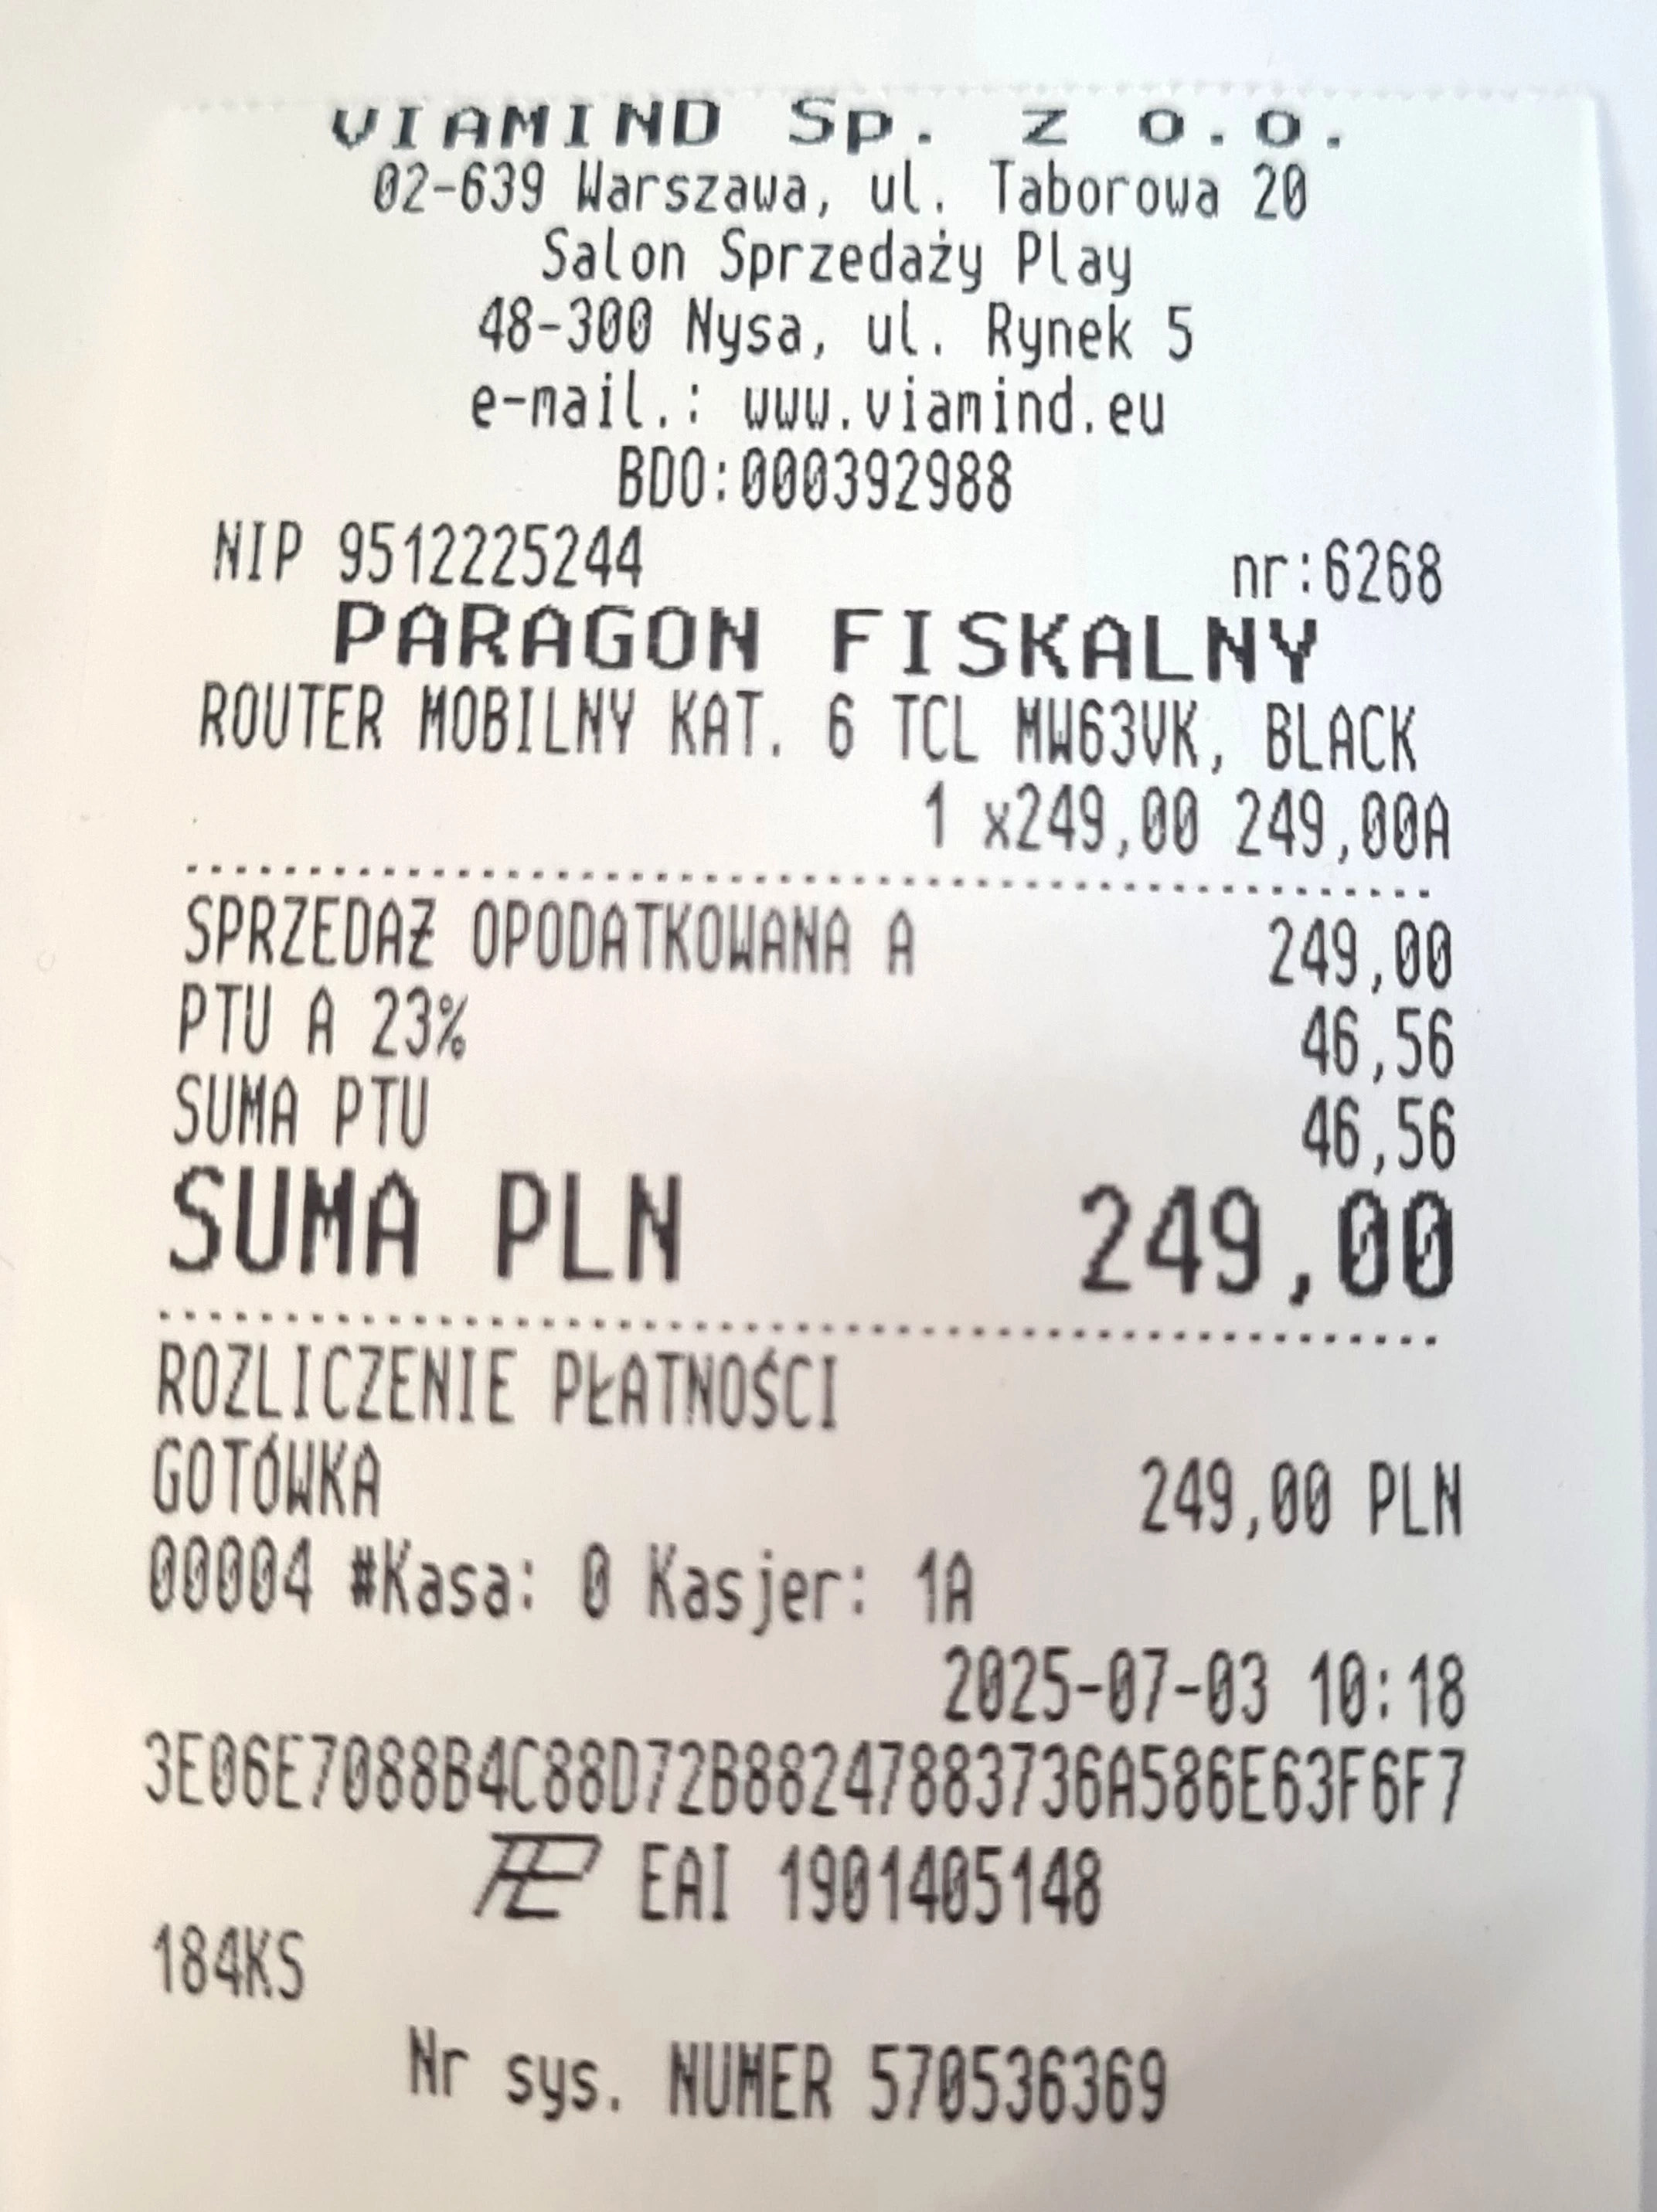 VIAMIND Sp. z o.o.
02-639 Warszawa, ul. Taborowa 20
Salon Sprzedaży Play
48-300 Nysa, ul. Rynek 5
e-mail.: www.viamind.eu
BDO:000392988
NIP 9512225244 nr:6268
PARAGON FISKALNY
ROUTER MOBILNY KAT. 6 TCL MW63VK, BLACK
1 x249,00 249,00A
SPRZEDAŻ OPODATKOWANA A 249,00
PTU A 23% 46,56
SUMA PTU 46,56
SUMA PLN 249,00
ROZLICZENIE PŁATNOŚCI
GOTÓWKA 249,00 PLN
00004 #Kasa: 0 Kasjer: 1A
2025-07-03 10:18
3E06E7088B4C88D72B88247883736A586E63F6F7
EAI 1901405148
184KS
Nr sys. NUMER 570536369